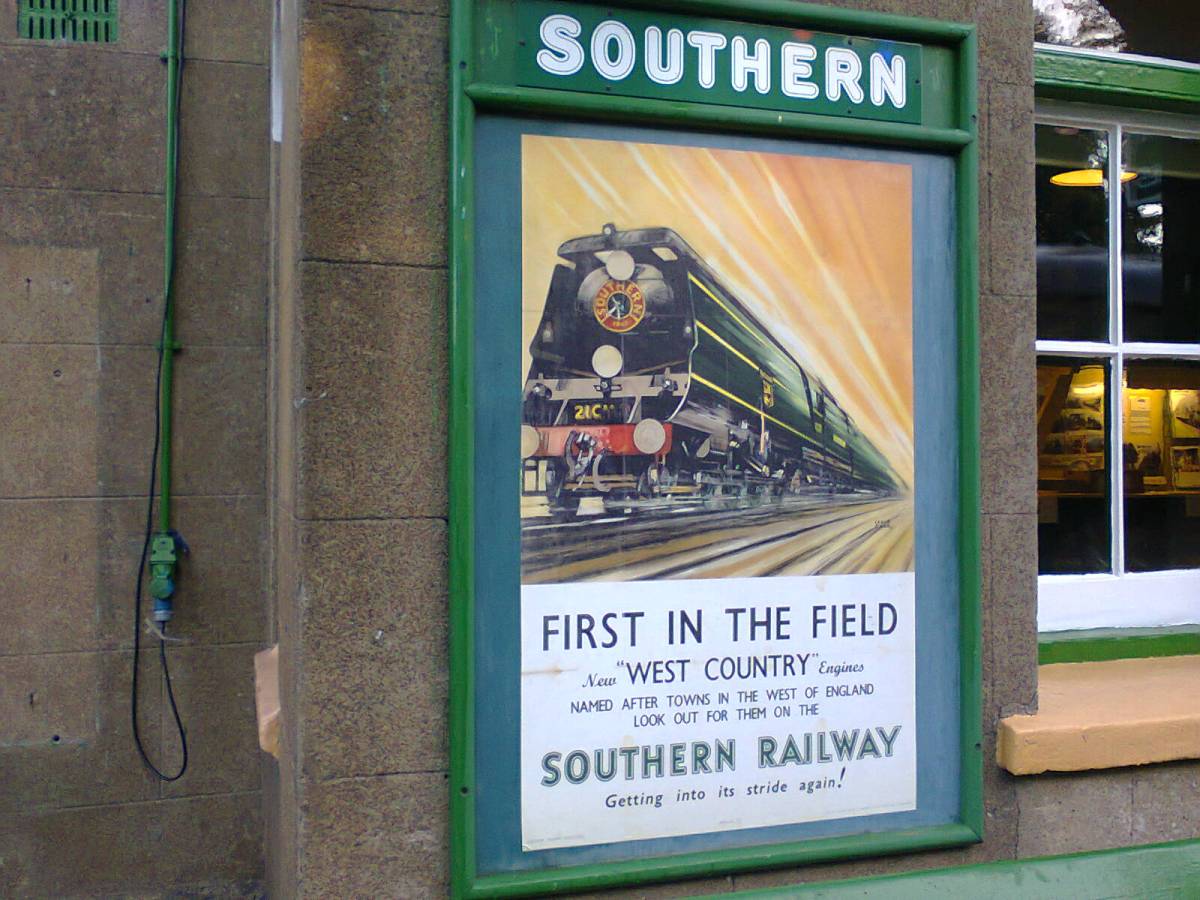 SOUTHERN
SOUTHERN
FIRST IN THE FIELD
New "WEST COUNTRY" Engines
NAMED AFTER TOWNS IN THE WEST OF ENGLAND
LOOK OUT FOR THEM ON THE
SOUTHERN RAILWAY
Getting into its stride again!